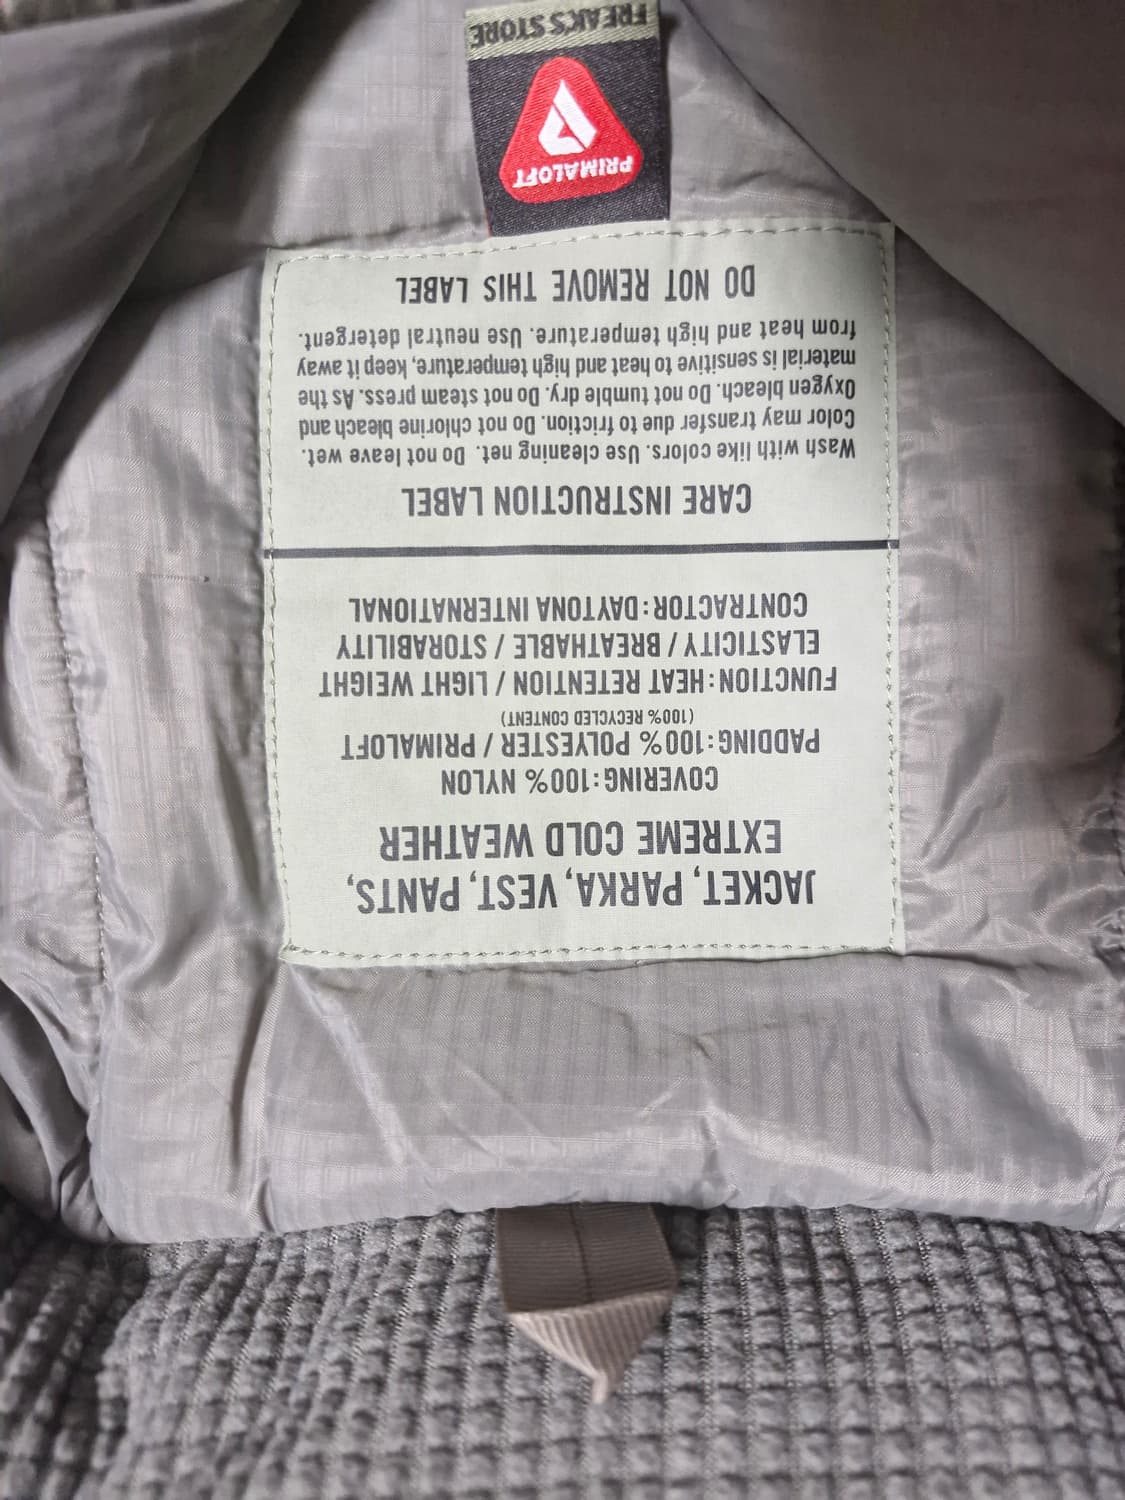 JACKET, PARKA, VEST, PANTS,
EXTREME COLD WEATHER
COVERING:100% NYLON
PADDING:100% POLYESTER / PRIMALOFT
(100% RECYCLED CONTENT)
FUNCTION:HEAT RETENTION / LIGHT WEIGHT
ELASTICITY / BREATHABLE / STORABILITY
CONTRACTOR:DAYTONA INTERNATIONAL
CARE INSTRUCTION LABEL
Wash with like colors. Use cleaning net. Do not leave wet.
Color may transfer due to friction. Do not chlorine bleach and
Oxygen bleach. Do not tumble dry. Do not steam press. As the
material is sensitive to heat and high temperature, keep it away
from heat and high temperature. Use neutral detergent.
DO NOT REMOVE THIS LABEL
PRIMALOFT
FREAK'S STORE